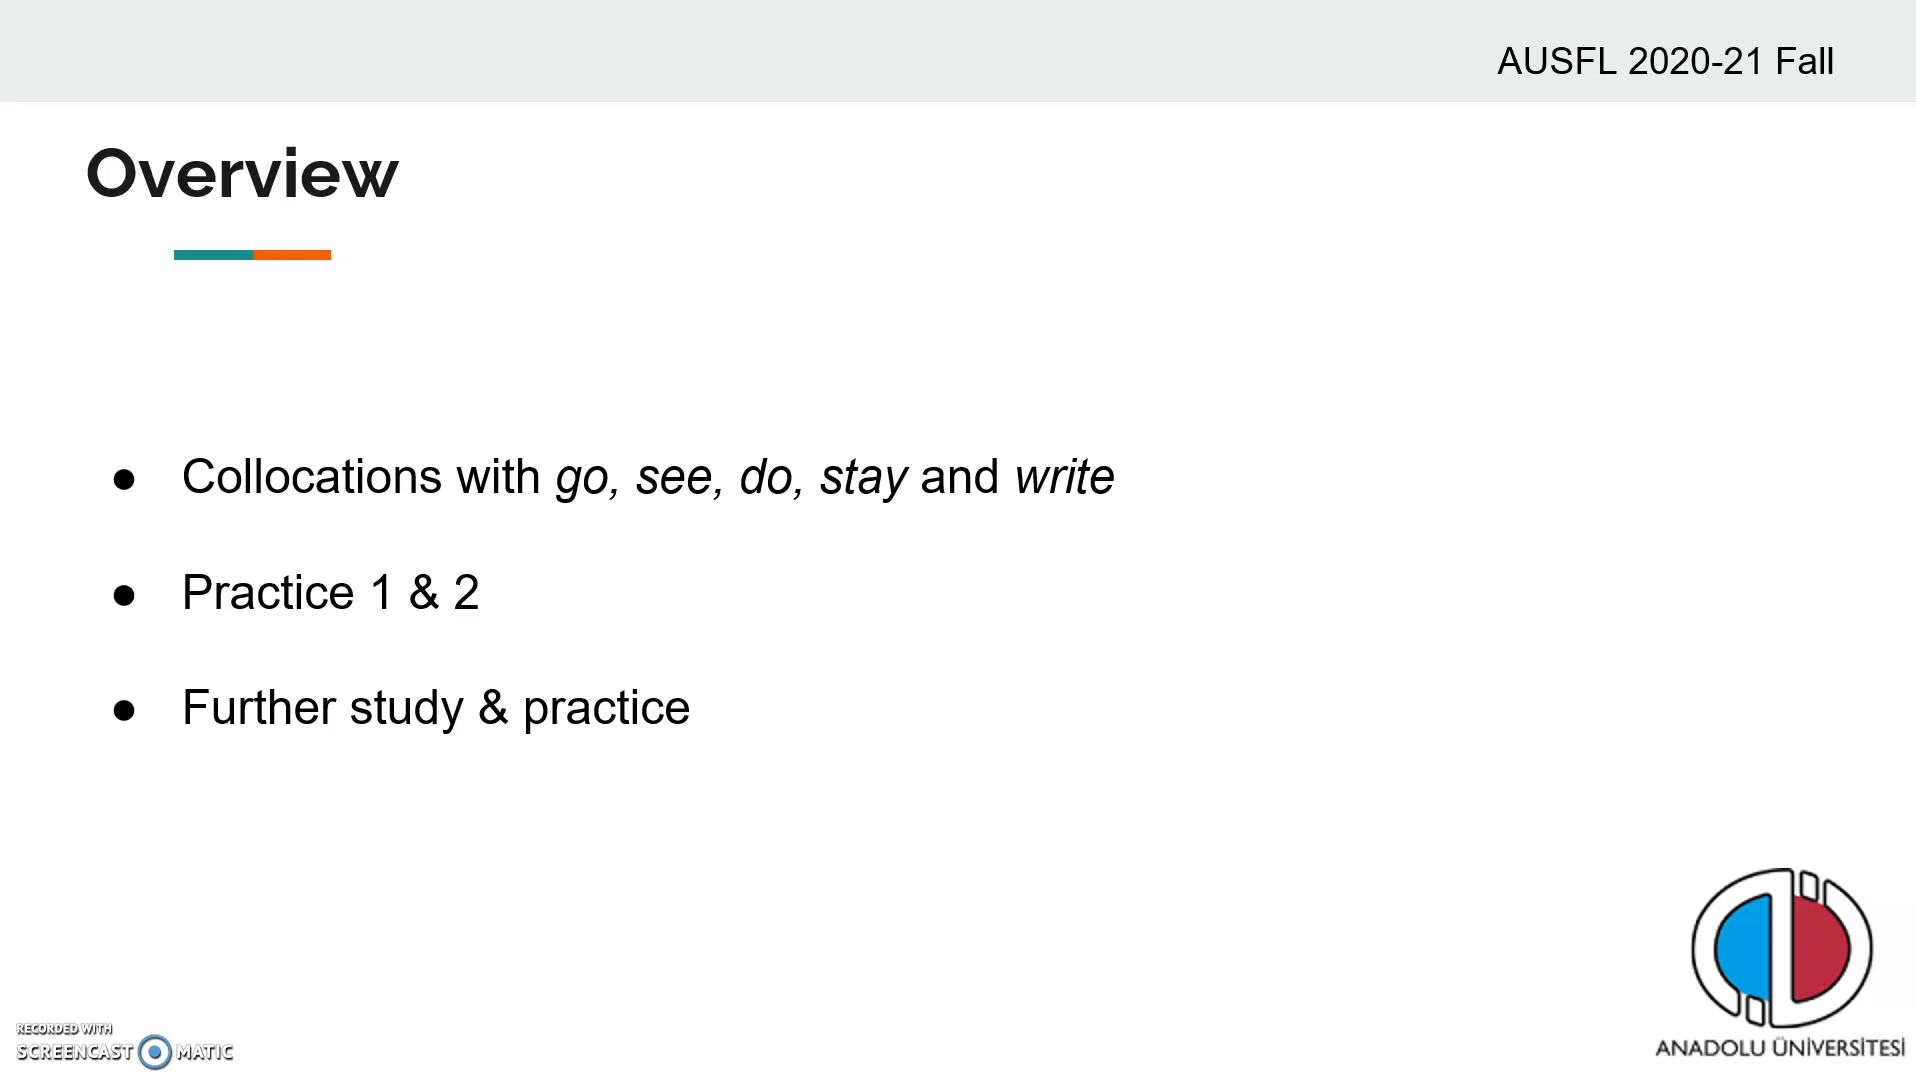 AUSFL 2020-21 Fall
Overview
● Collocations with go, see, do, stay and write
● Practice 1 & 2
● Further study & practice
RECORDED WITH
SCREENCAST MATIC
ANADOLU ÜNİVERSİTESİ